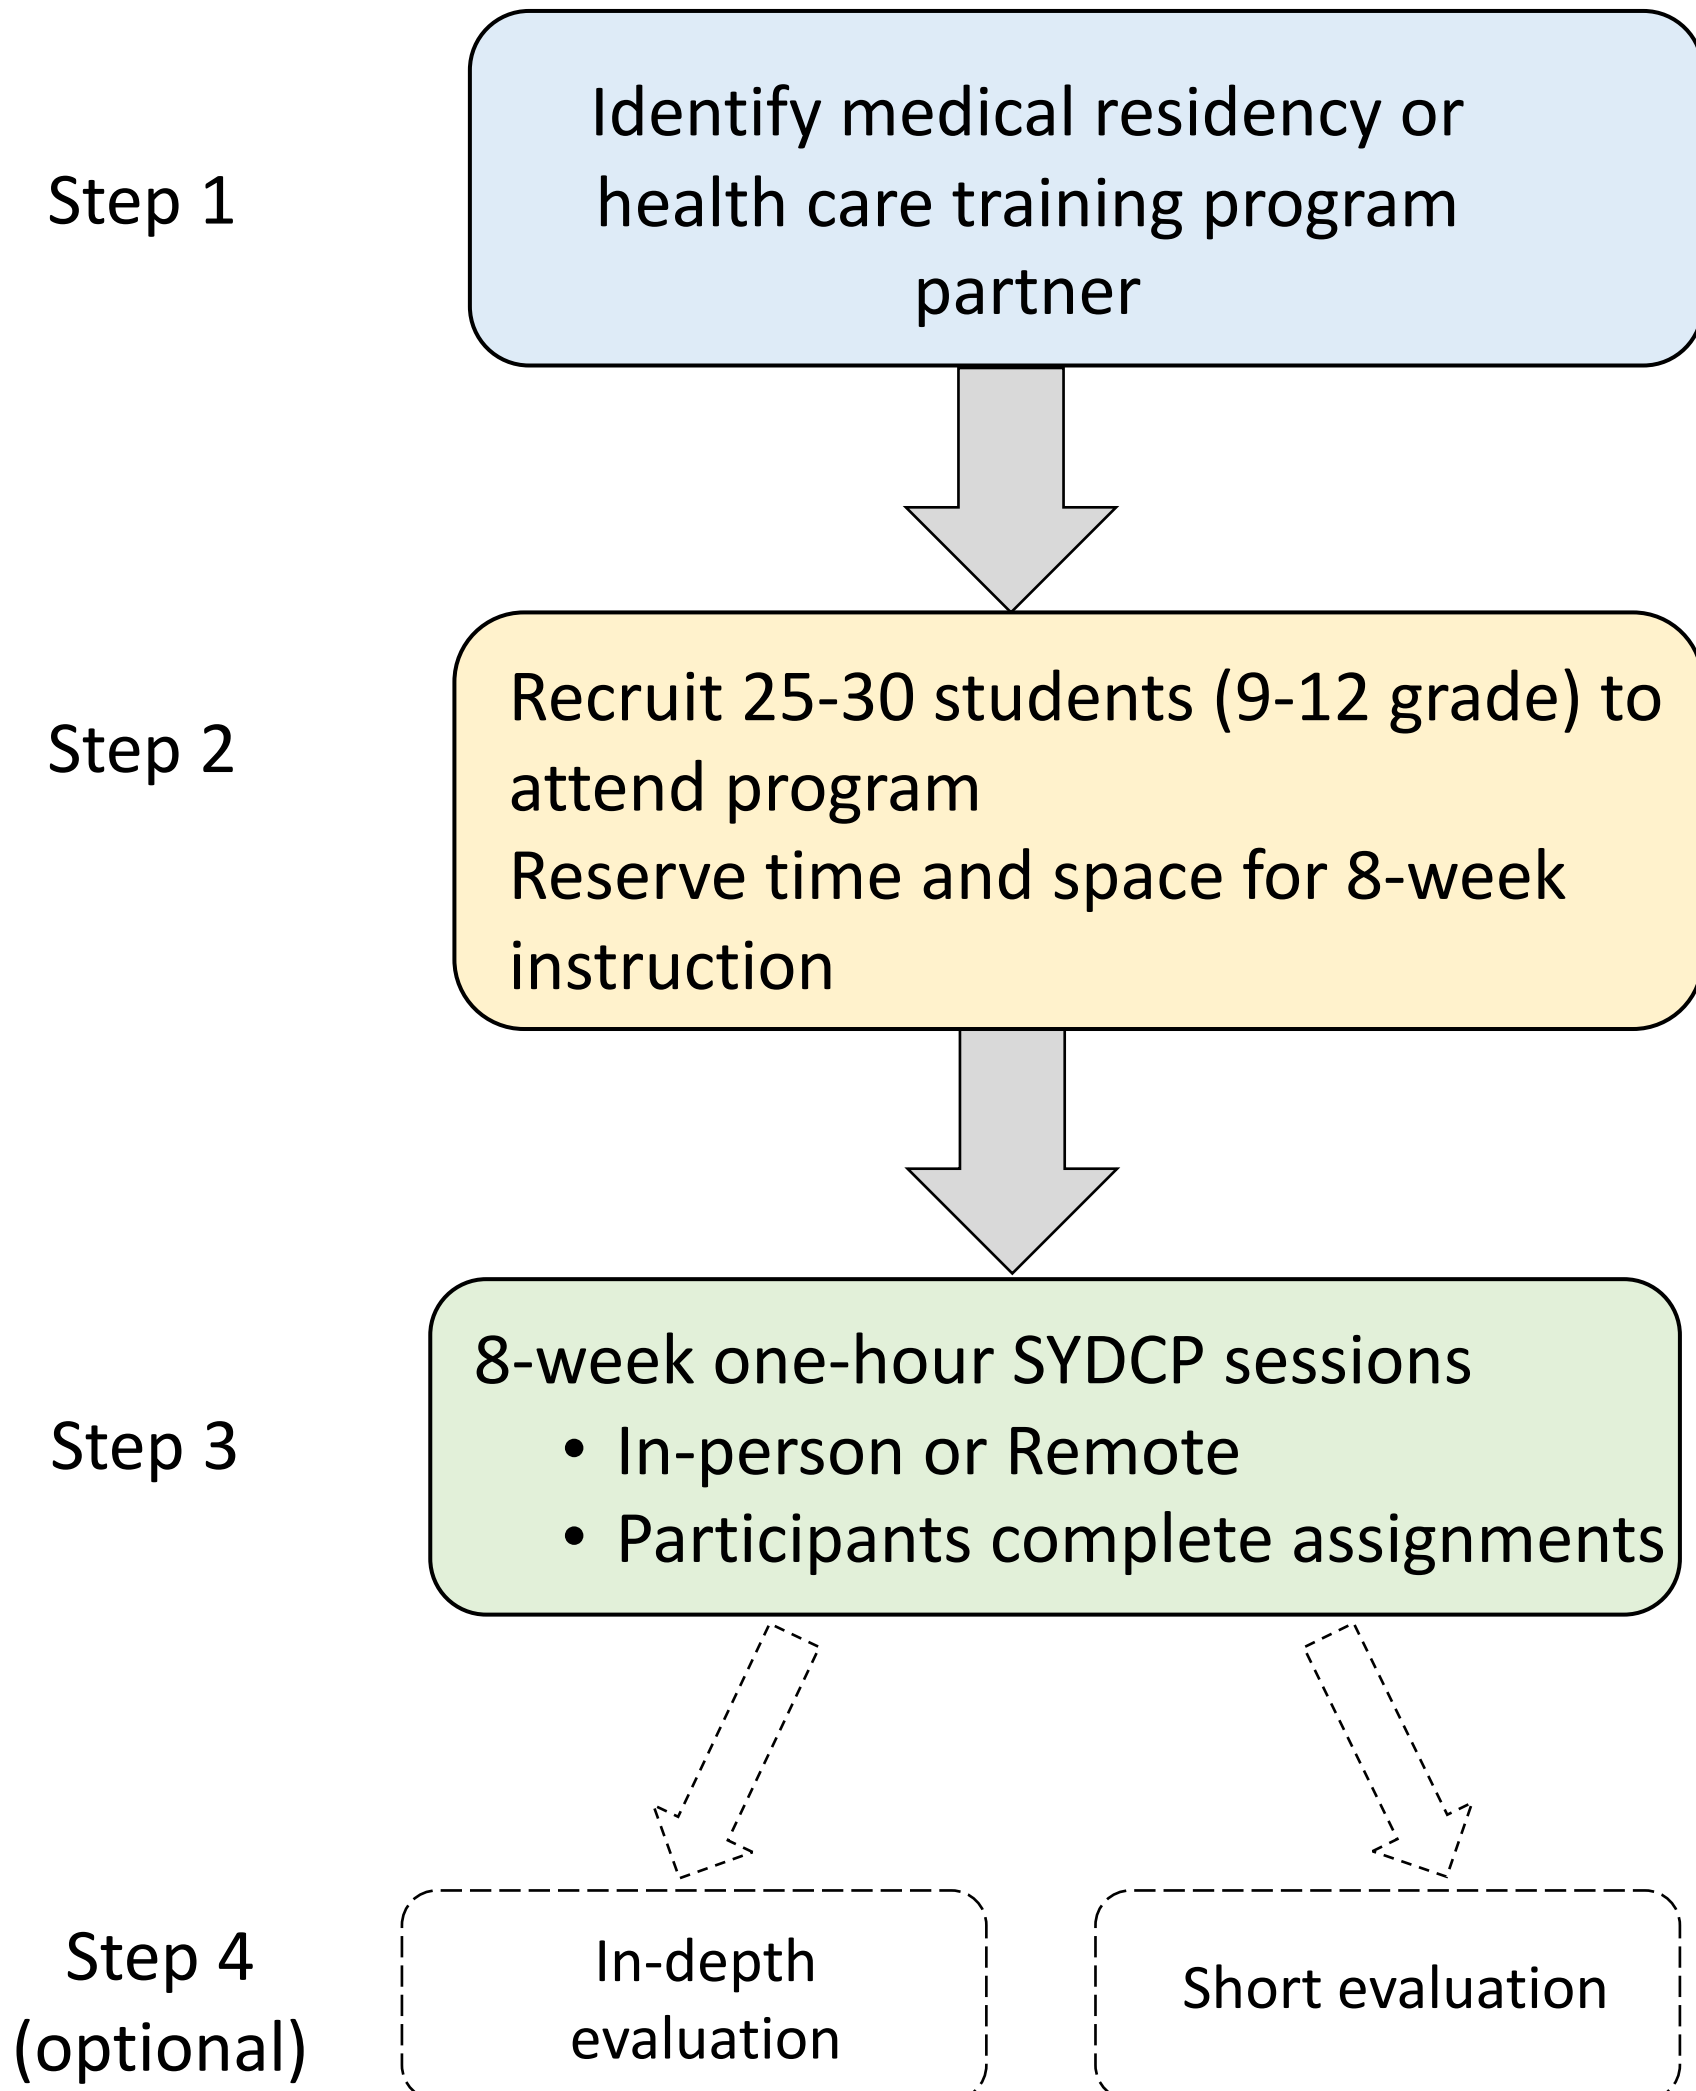 Step 1
Identify medical residency or
health care training program
partner
Step 2
Recruit 25-30 students (9-12 grade) to
attend program
Reserve time and space for 8-week
instruction
Step 3
8-week one-hour SYDCP sessions
• In-person or Remote
• Participants complete assignments
Step 4
(optional)
In-depth
evaluation
Short evaluation